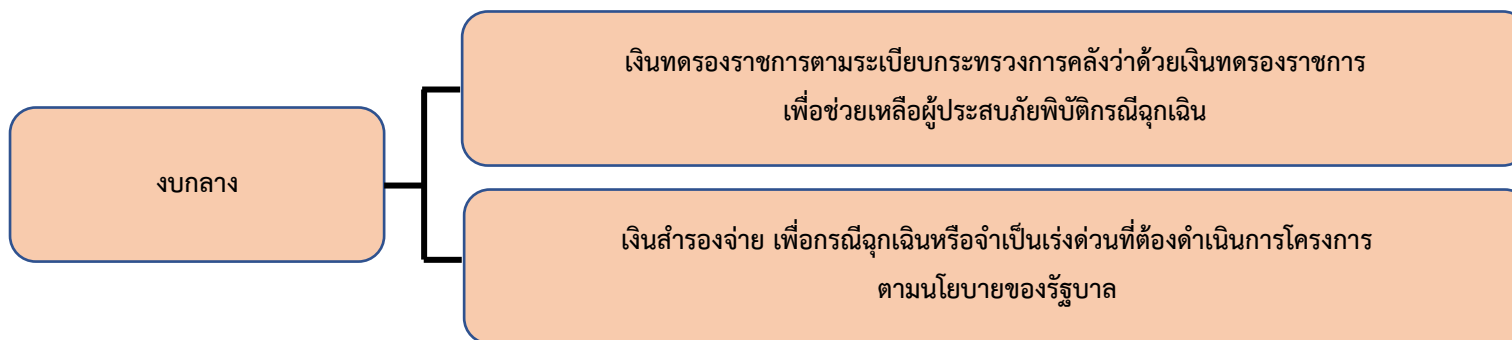 งบกลาง
เงินทดรองราชการตามระเบียบกระทรวงการคลังว่าด้วยเงินทดรองราชการ
เพื่อช่วยเหลือผู้ประสบภัยพิบัติกรณีฉุกเฉิน
เงินสำรองจ่าย เพื่อกรณีฉุกเฉินหรือจำเป็นเร่งด่วนที่ต้องดำเนินการโครงการ
ตามนโยบายของรัฐบาล